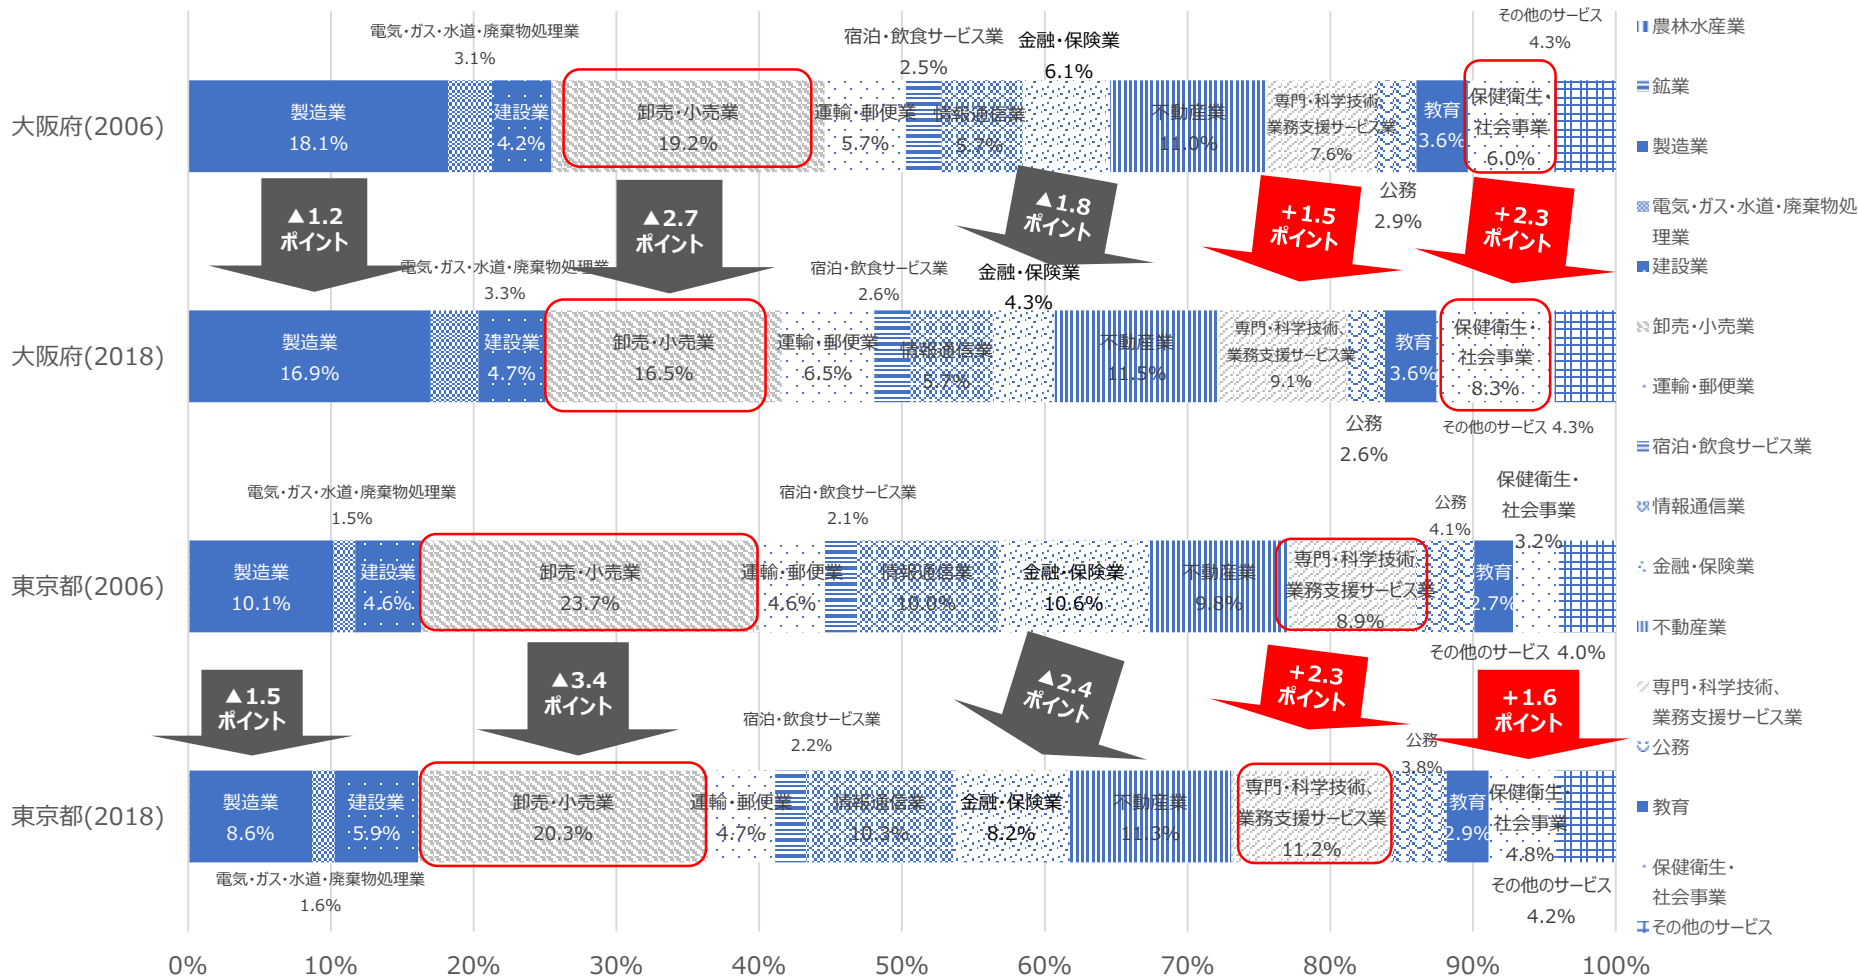 電気・ガス・水道・廃棄物処理業
3.1%
宿泊・飲食サービス業
2.5%
金融・保険業
6.1%
その他のサービス
4.3%
大阪府(2006)
製造業
18.1%
建設業
4.2%
卸売・小売業
19.2%
運輸・郵便業
5.7%
情報通信業
5.7%
不動産業
11.0%
専門・科学技術、
業務支援サービス業
7.6%
教育
3.6%
保健衛生・
社会事業
6.0%
公務
2.9%
▲1.2
ポイント
▲2.7
ポイント
▲1.8
ポイント
+1.5
ポイント
+2.3
ポイント
電気・ガス・水道・廃棄物処理業
3.3%
宿泊・飲食サービス業
2.6%
金融・保険業
4.3%
大阪府(2018)
製造業
16.9%
建設業
4.7%
卸売・小売業
16.5%
運輸・郵便業
6.5%
情報通信業
5.7%
不動産業
11.5%
専門・科学技術、
業務支援サービス業
9.1%
教育
3.6%
保健衛生・
社会事業
8.3%
公務
2.6%
その他のサービス 4.3%
電気・ガス・水道・廃棄物処理業
1.5%
宿泊・飲食サービス業
2.1%
公務
4.1%
保健衛生・
社会事業
3.2%
東京都(2006)
製造業
10.1%
建設業
4.6%
卸売・小売業
23.7%
運輸・郵便業
4.6%
情報通信業
10.0%
金融・保険業
10.6%
不動産業
9.8%
専門・科学技術、
業務支援サービス業
8.9%
教育
2.7%
その他のサービス 4.0%
▲1.5
ポイント
▲3.4
ポイント
▲2.4
ポイント
+2.3
ポイント
+1.6
ポイント
宿泊・飲食サービス業
2.2%
公務
3.8%
東京都(2018)
製造業
8.6%
建設業
5.9%
卸売・小売業
20.3%
運輸・郵便業
4.7%
情報通信業
10.3%
金融・保険業
8.2%
不動産業
11.3%
専門・科学技術、
業務支援サービス業
11.2%
教育
2.9%
保健衛生・
社会事業
4.8%
電気・ガス・水道・廃棄物処理業
1.6%
その他のサービス
4.2%
0%
10%
20%
30%
40%
50%
60%
70%
80%
90%
100%
農林水産業
鉱業
製造業
電気・ガス・水道・廃棄物処
理業
建設業
卸売・小売業
運輸・郵便業
宿泊・飲食サービス業
情報通信業
金融・保険業
不動産業
専門・科学技術、
業務支援サービス業
公務
教育
保健衛生・
社会事業
その他のサービス